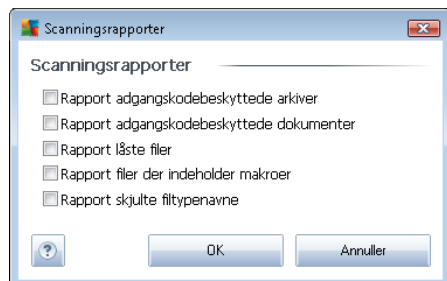 Scanningsrapporter
Scanningsrapporter
Rapport adgangskodebeskyttede arkiver
Rapport adgangskodebeskyttede dokumenter
Rapport låste filer
Rapport filer der indeholder makroer
Rapport skjulte filtypenavne
? OK Annuller